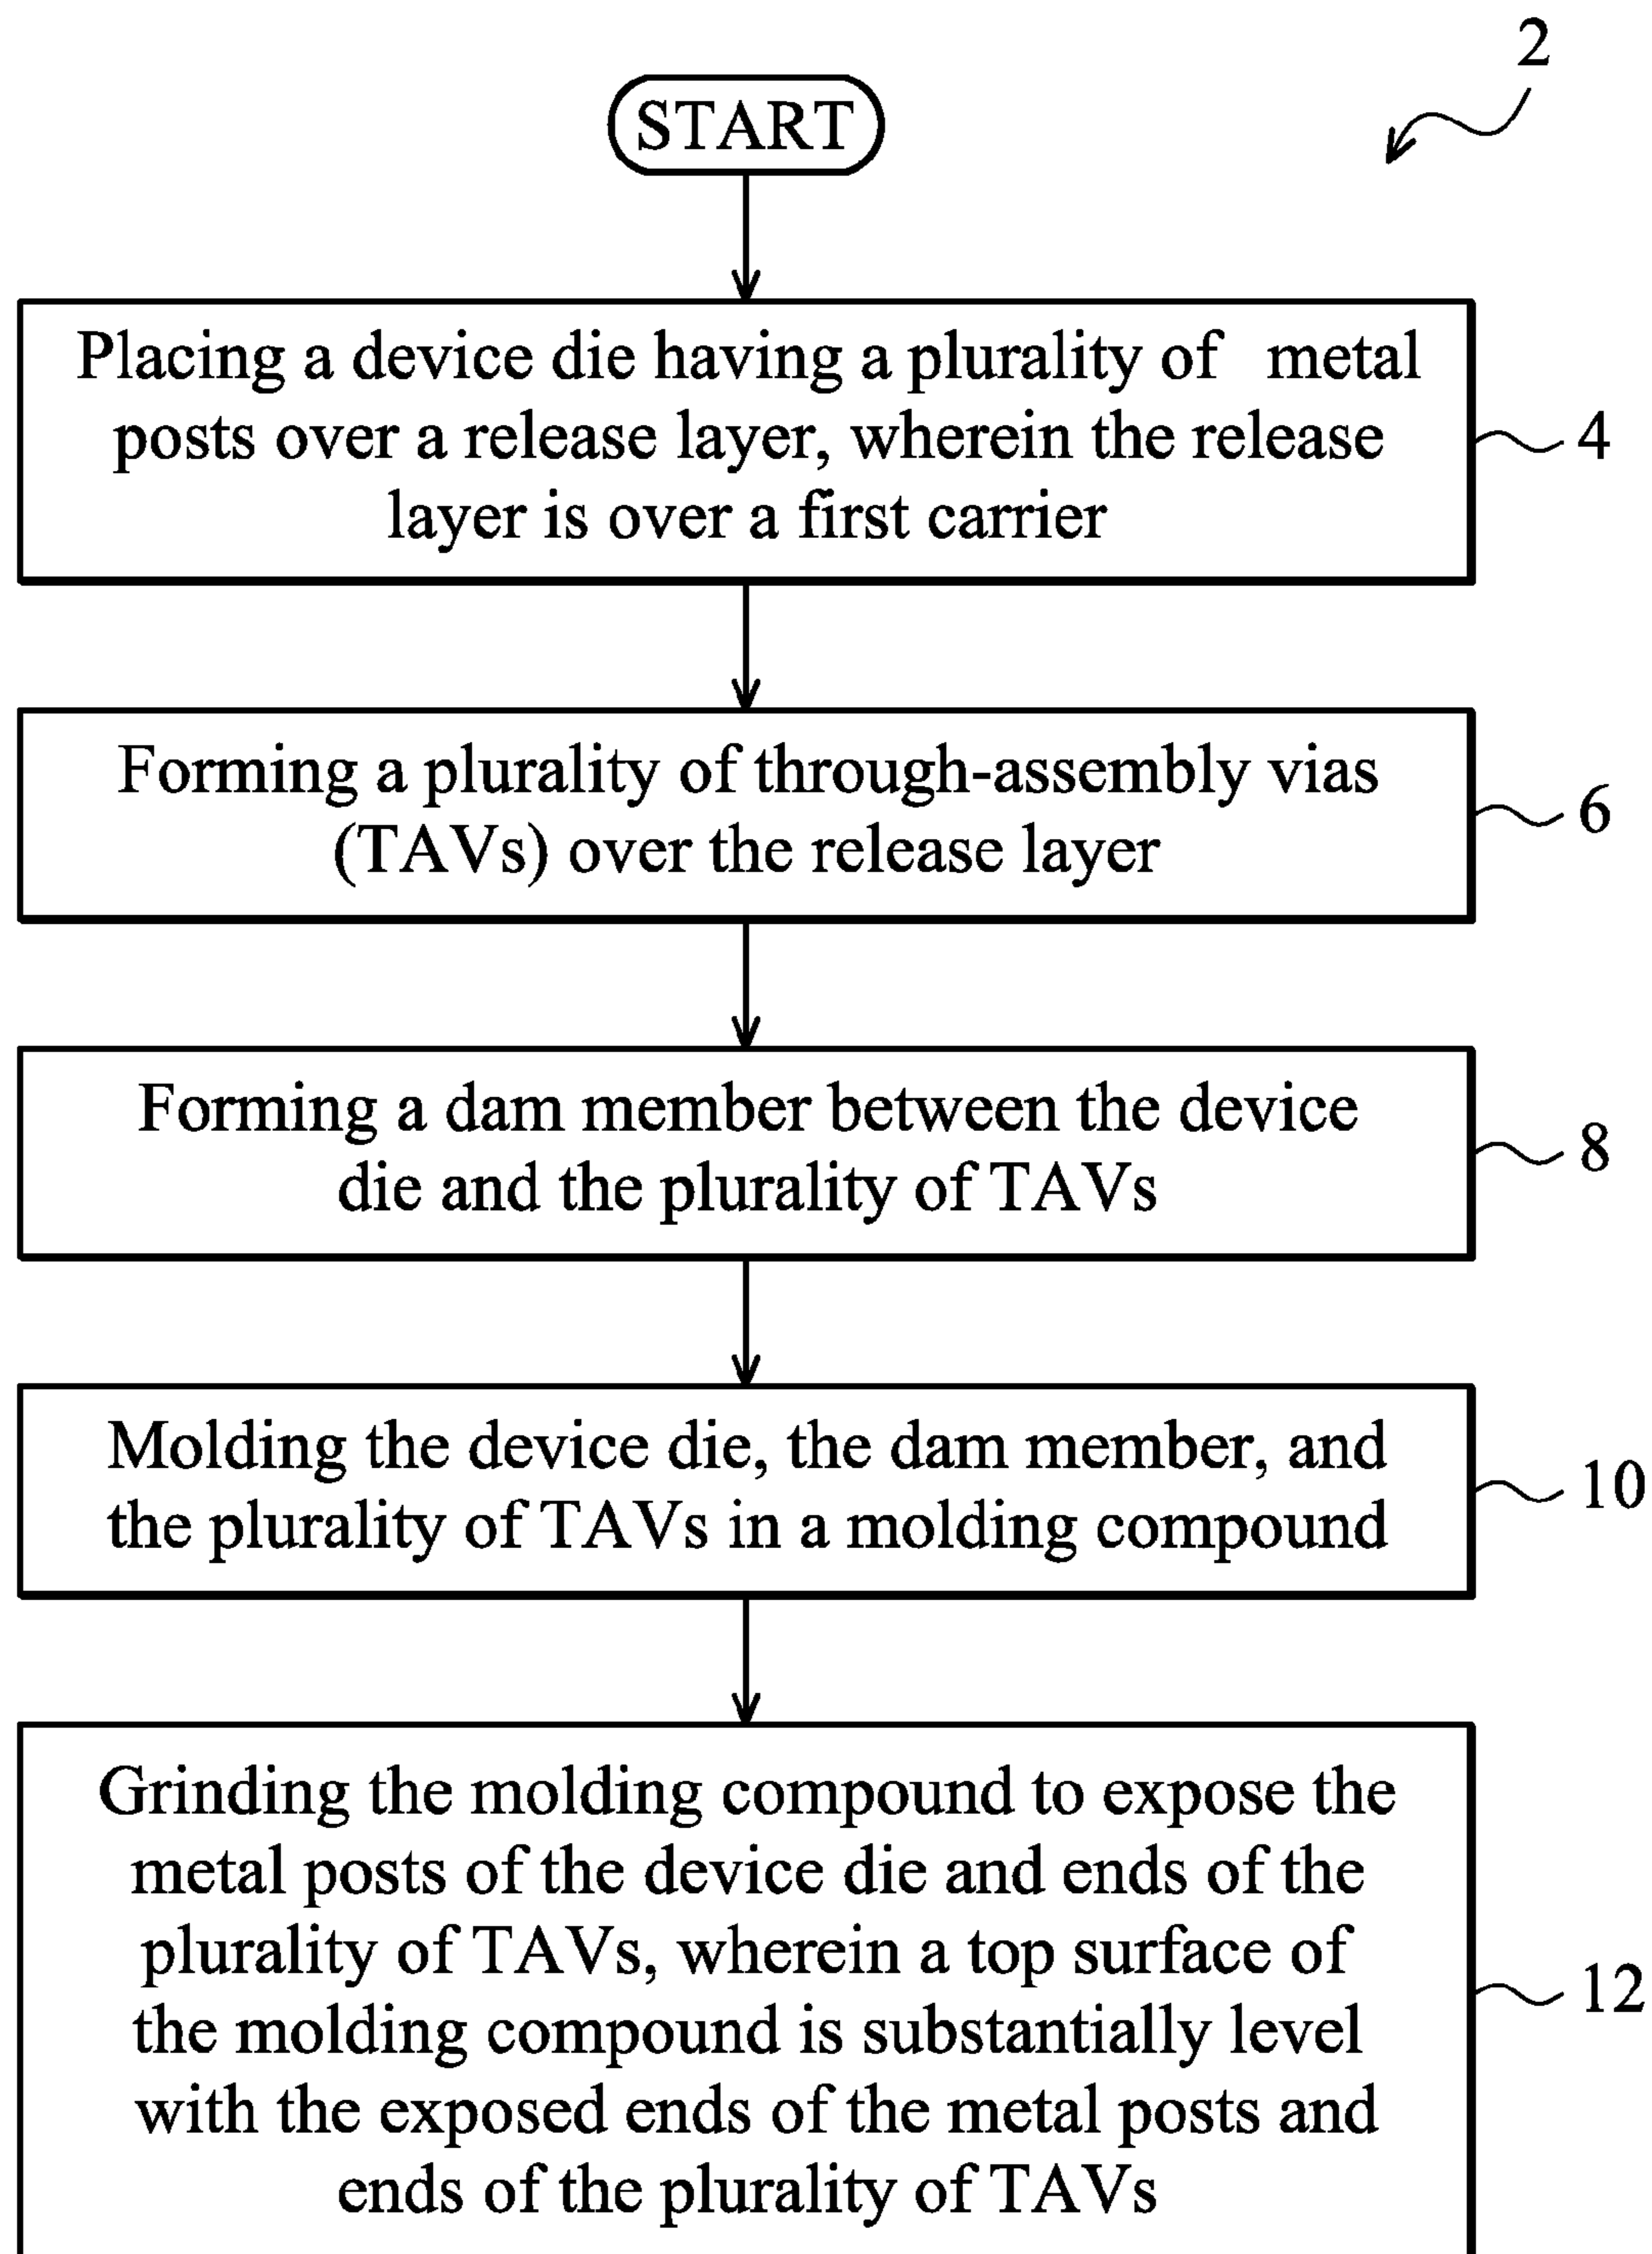 2
START
Placing a device die having a plurality of metal
posts over a release layer, wherein the release
layer is over a first carrier
4
Forming a plurality of through-assembly vias
(TAVs) over the release layer
6
Forming a dam member between the device
die and the plurality of TAVs
8
Molding the device die, the dam member, and
the plurality of TAVs in a molding compound
10
Grinding the molding compound to expose the
metal posts of the device die and ends of the
plurality of TAVs, wherein a top surface of
the molding compound is substantially level
with the exposed ends of the metal posts and
ends of the plurality of TAVs
12